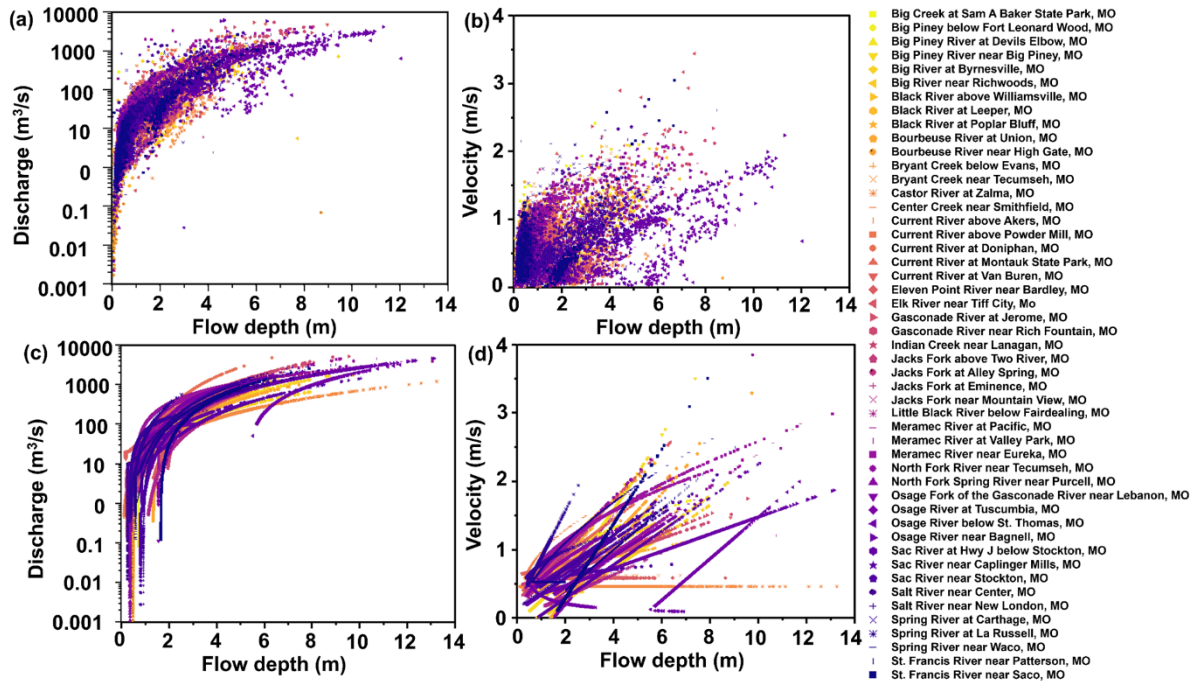 (a)
Discharge (m³/s)
10000
1000
100
10
0
0.1
0.01
0.001
0 2 4 6 8 10 12 14
Flow depth (m)
(b)
Velocity (m/s)
4
3
2
1
0
0 2 4 6 8 10 12 14
Flow depth (m)
(c)
Discharge (m³/s)
10000
1000
100
10
0
0.1
0.01
0.001
0 2 4 6 8 10 12 14
Flow depth (m)
(d)
Velocity (m/s)
4
3
2
1
0
0 2 4 6 8 10 12 14
Flow depth (m)
Big Creek at Sam A Baker State Park, MO
Big Piney below Fort Leonard Wood, MO
Big Piney River at Devils Elbow, MO
Big Piney River near Big Piney, MO
Big River at Byrnesville, MO
Big River near Richwoods, MO
Black River above Williamsville, MO
Black River at Leeper, MO
Black River at Poplar Bluff, MO
Bourbeuse River at Union, MO
Bourbeuse River near High Gate, MO
Bryant Creek below Evans, MO
Bryant Creek near Tecumseh, MO
Castor River at Zalma, MO
Center Creek near Smithfield, MO
Current River above Akers, MO
Current River above Powder Mill, MO
Current River at Doniphan, MO
Current River at Montauk State Park, MO
Current River at Van Buren, MO
Eleven Point River near Bardley, MO
Elk River near Tiff City, Mo
Gasconade River at Jerome, MO
Gasconade River near Rich Fountain, MO
Indian Creek near Lanagan, MO
Jacks Fork above Two River, MO
Jacks Fork at Alley Spring, MO
Jacks Fork at Eminence, MO
Jacks Fork near Mountain View, MO
Little Black River below Fairdealing, MO
Meramec River at Pacific, MO
Meramec River at Valley Park, MO
Meramec River near Eureka, MO
North Fork River near Tecumseh, MO
North Fork Spring River near Purcell, MO
Osage Fork of the Gasconade River near Lebanon, MO
Osage River at Tuscumbia, MO
Osage River below St. Thomas, MO
Osage River near Bagnell, MO
Sac River at Hwy J below Stockton, MO
Sac River near Caplinger Mills, MO
Sac River near Stockton, MO
Salt River near Center, MO
Salt River near New London, MO
Spring River at Carthage, MO
Spring River at La Russell, MO
Spring River near Waco, MO
St. Francis River near Patterson, MO
St. Francis River near Saco, MO